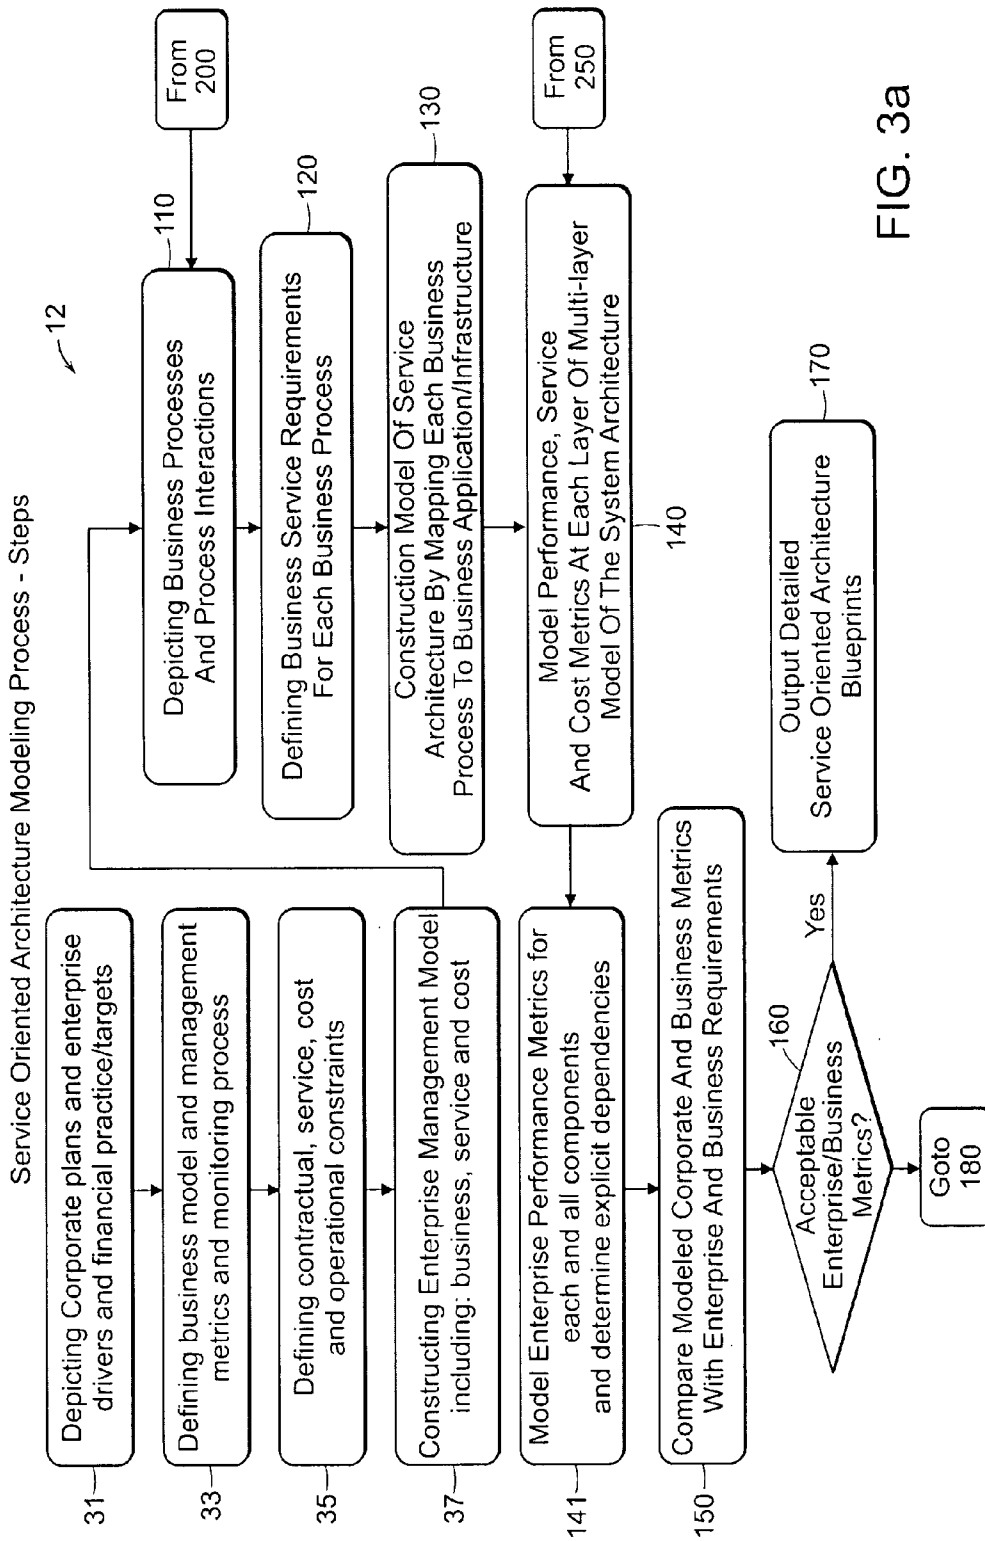 Service Oriented Architecture Modeling Process - Steps
12
31
Depicting Corporate plans and enterprise
drivers and financial practice/targets
33
Defining business model and management
metrics and monitoring process
35
Defining contractual, service, cost
and operational constraints
37
Constructing Enterprise Management Model
including: business, service and cost
110
Depicting Business Processes
And Process Interactions
From
200
120
Defining Business Service Requirements
For Each Business Process
130
Construction Model Of Service
Architecture By Mapping Each Business
Process To Business Application/Infrastructure
140
Model Performance, Service
And Cost Metrics At Each Layer Of Multi-layer
Model Of The System Architecture
From
250
141
Model Enterprise Performance Metrics for
each and all components
and determine explicit dependencies
150
Compare Modeled Corporate And Business Metrics
With Enterprise And Business Requirements
160
Acceptable
Enterprise/Business
Metrics?
Yes
170
Output Detailed
Service Oriented Architecture
Blueprints
Goto
180
FIG. 3a